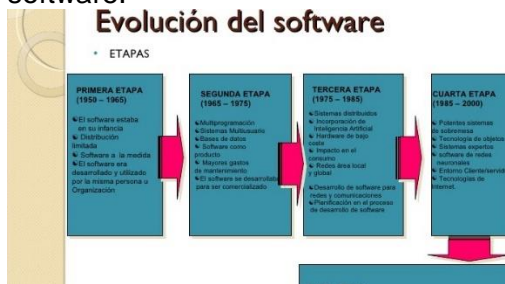 software.
Evolución del software
• ETAPAS
PRIMERA ETAPA
(1950 – 1965)
El software estaba
en su infancia
Distribución
limitada
Software a la medida
El software era
desarrollado y utilizado
por la misma persona u
Organización
SEGUNDA ETAPA
(1965 – 1975)
Multiprogramación
Sistemas Multiusuario
Bases de datos
Software como
producto
Mayores gastos
de mantenimiento
El software se desarrollaba
para ser comercializado
TERCERA ETAPA
(1975 – 1985)
Sistemas distribuidos
Incorporación de
Inteligencia Artificial
Hardware de bajo
costo
Impacto en el
consumo
Redes área local
y global
Desarrollo de software para
redes y comunicaciones
Planificación en el proceso
de desarrollo de software
CUARTA ETAPA
(1985 – 2000)
Potentes sistemas
de sobremesa
Tecnología de objetos
Sistemas expertos
software de redes
neuronales
Entorno Cliente/servid
Tecnologías de
Internet.